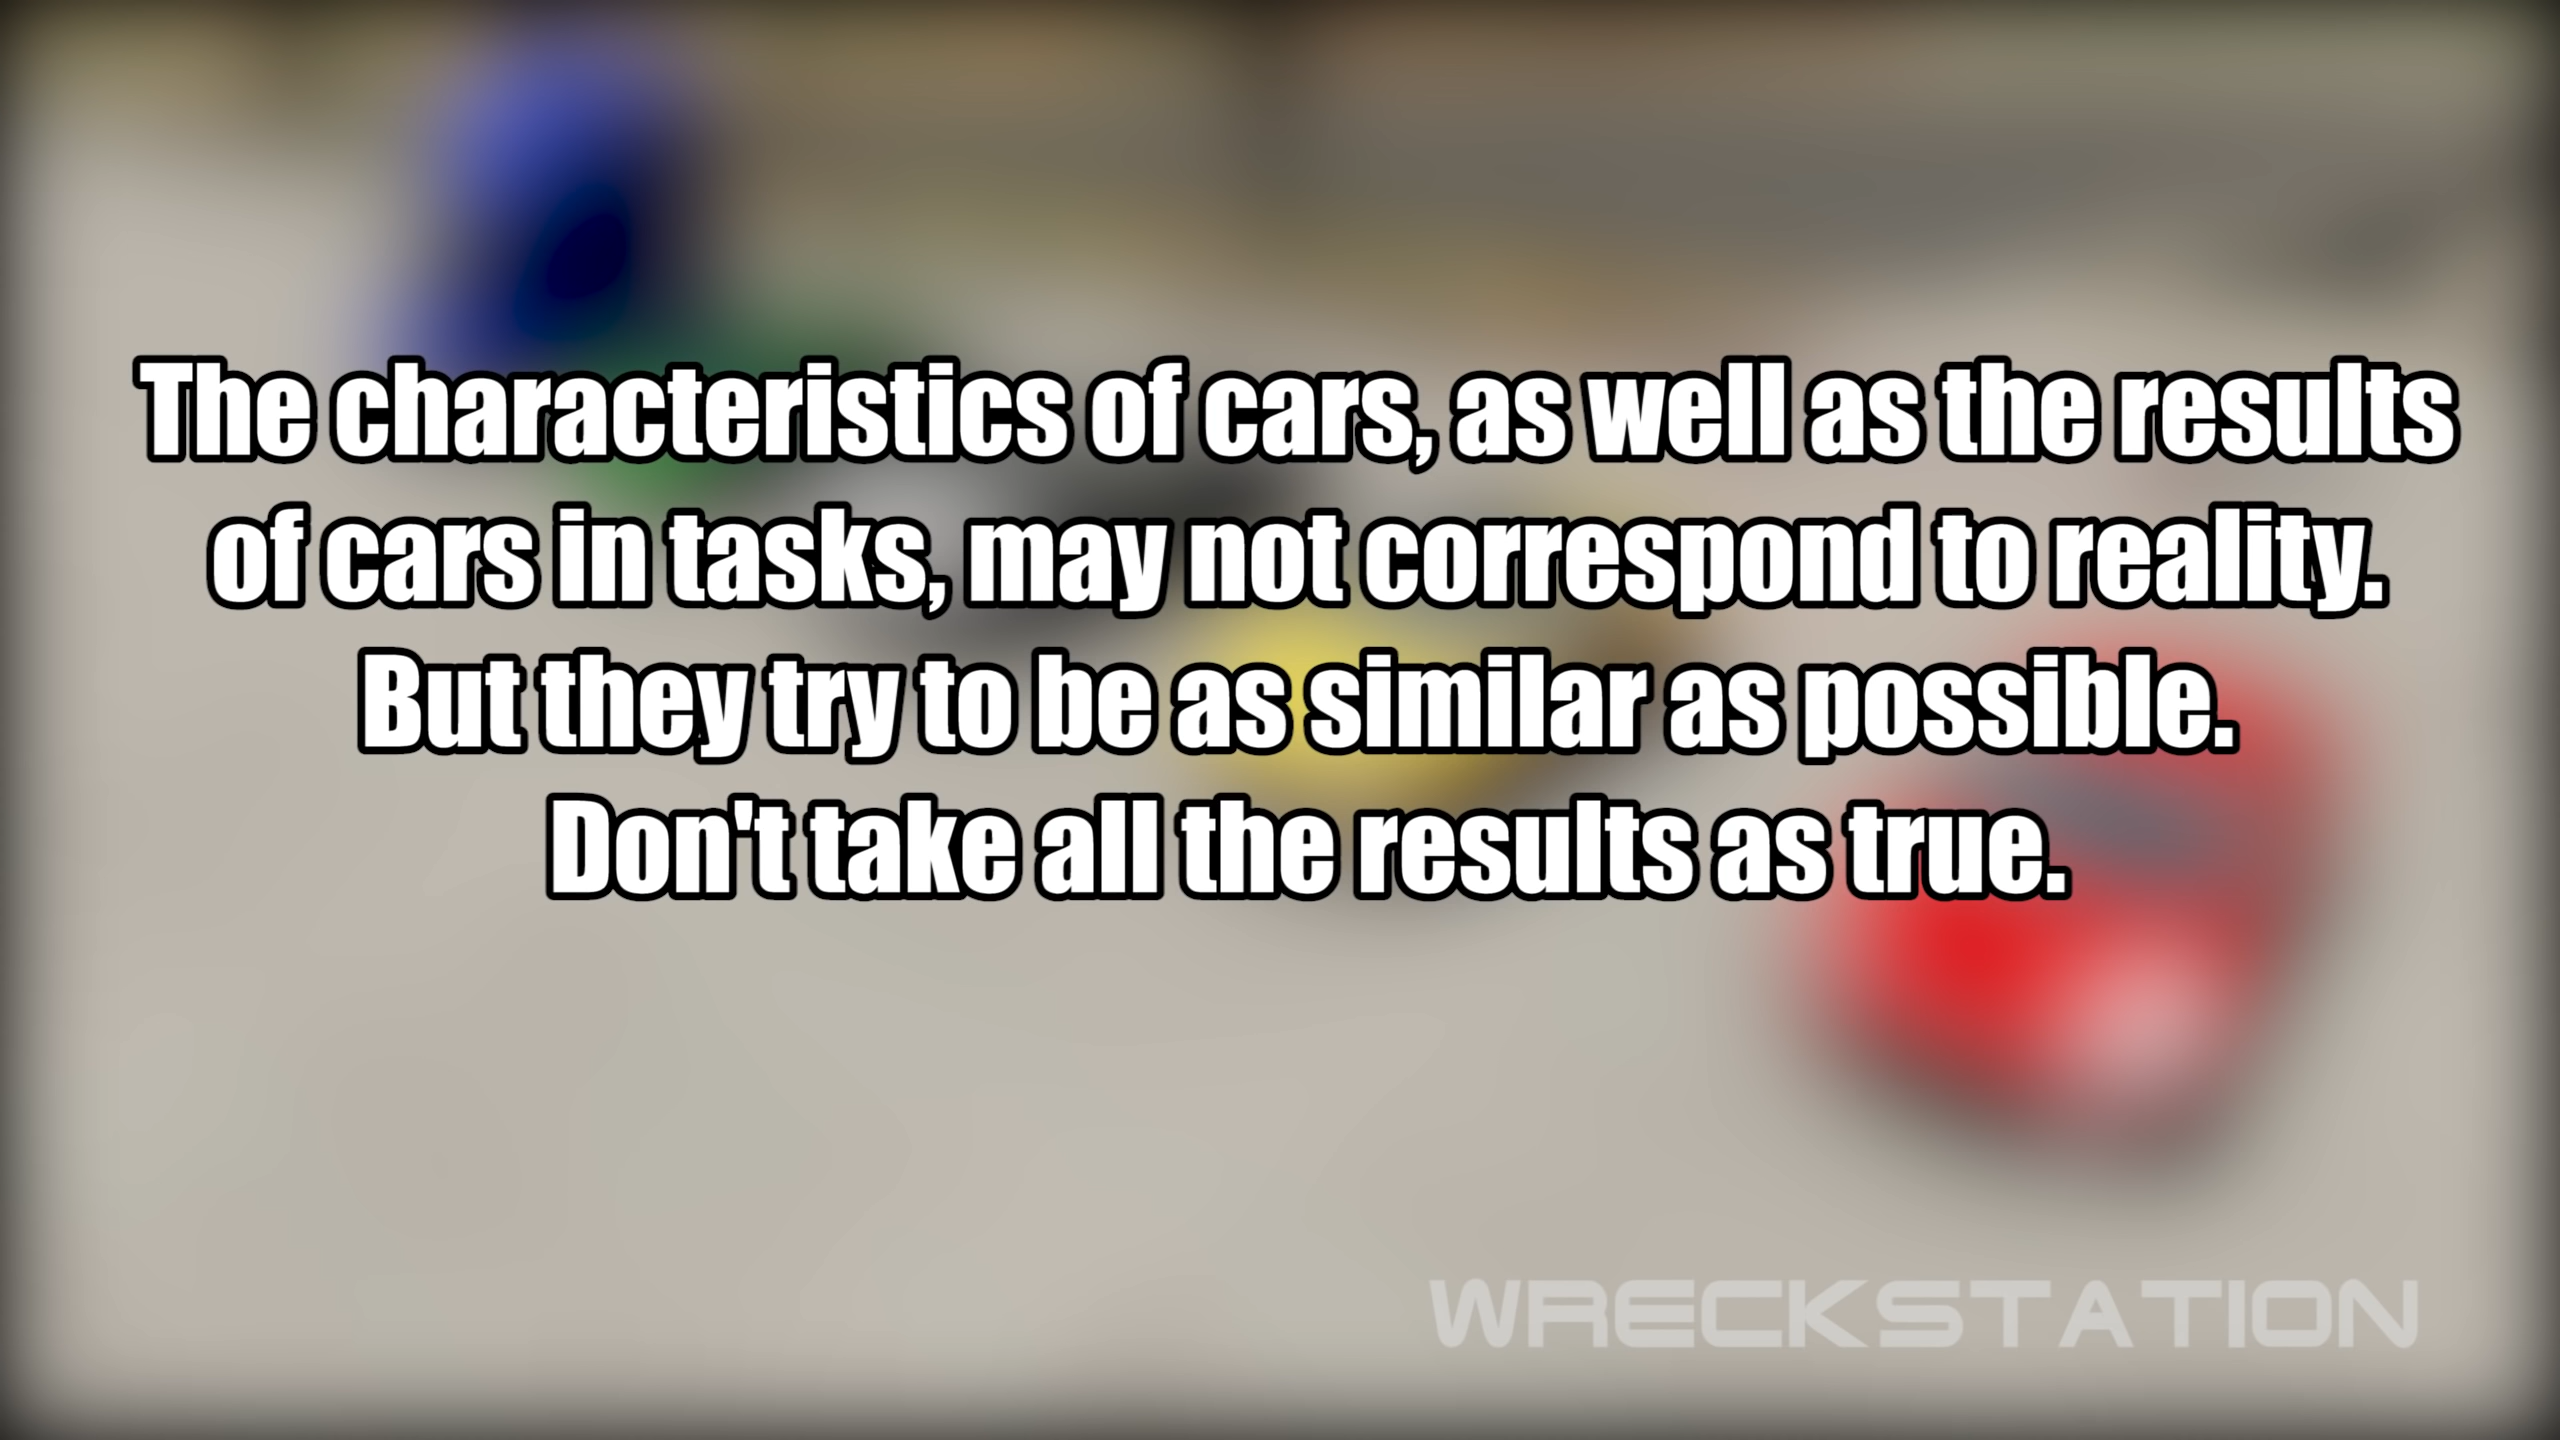 The characteristics of cars, as well as the results
of cars in tasks, may not correspond to reality.
But they try to be as similar as possible.
Don't take all the results as true.
WRECKSTATION